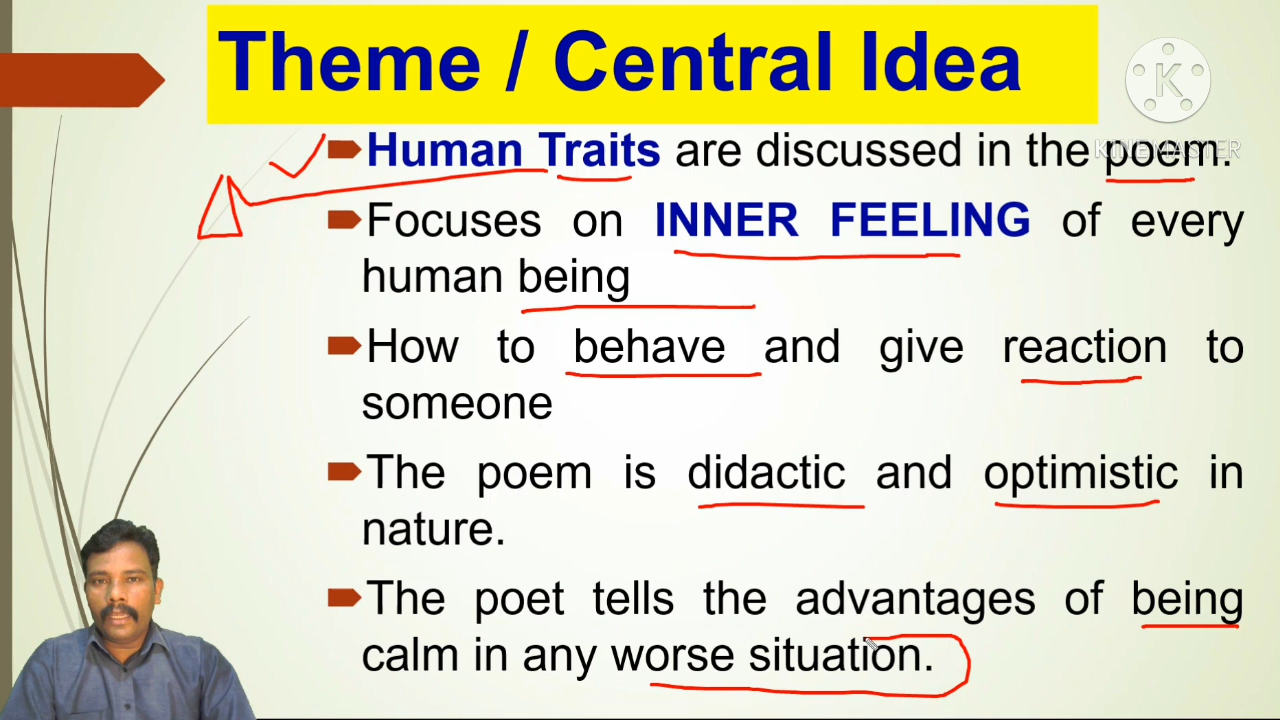 Theme / Central Idea
K
KINEMASTER
Human Traits are discussed in the poem.
Focuses on INNER FEELING of every
human being
How to behave and give reaction to
someone
The poem is didactic and optimistic in
nature.
The poet tells the advantages of being
calm in any worse situation.